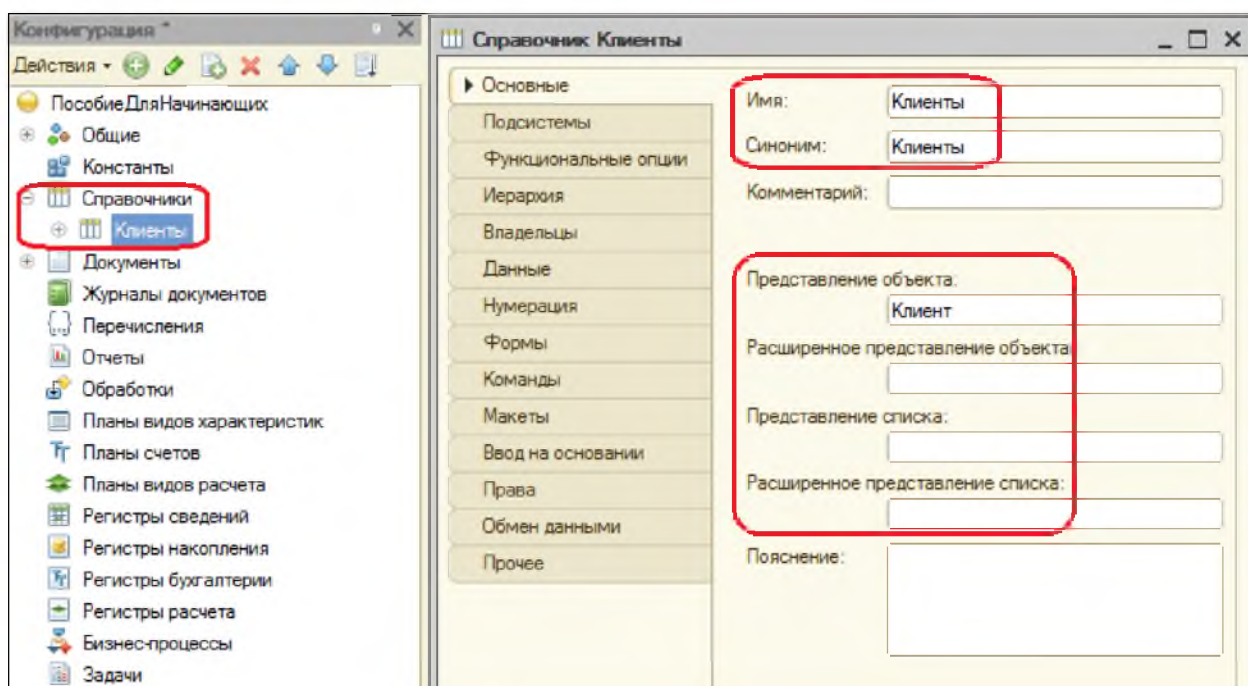 Конфигурация *
Действия
ПособиеДляНачинающих
Общие
Константы
Справочники
Клиенты
Документы
Журналы документов
Перечисления
Отчеты
Обработки
Планы видов характеристик
Планы счетов
Планы видов расчета
Регистры сведений
Регистры накопления
Регистры бухгалтерии
Регистры расчета
Бизнес-процессы
Задачи
Справочник Клиенты
Основные
Подсистемы
Функциональные опции
Иерархия
Владельцы
Данные
Нумерация
Формы
Команды
Макеты
Ввод на основании
Права
Обмен данными
Прочее
Имя: Клиенты
Синоним: Клиенты
Комментарий:
Представление объекта:
Клиент
Расширенное представление объекта:
Представление списка:
Расширенное представление списка:
Пояснение: